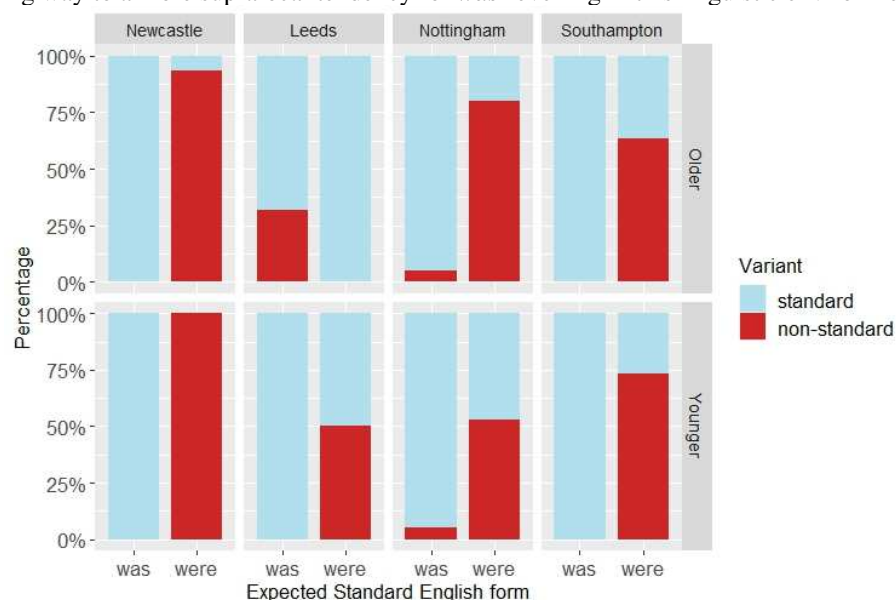 Newcastle Leeds Nottingham Southampton
100%
75%
50%
25%
0%
Older
100%
75%
50%
25%
0%
Younger
Percentage
was were was were was were was were
Expected Standard English form
Variant
standard
non-standard